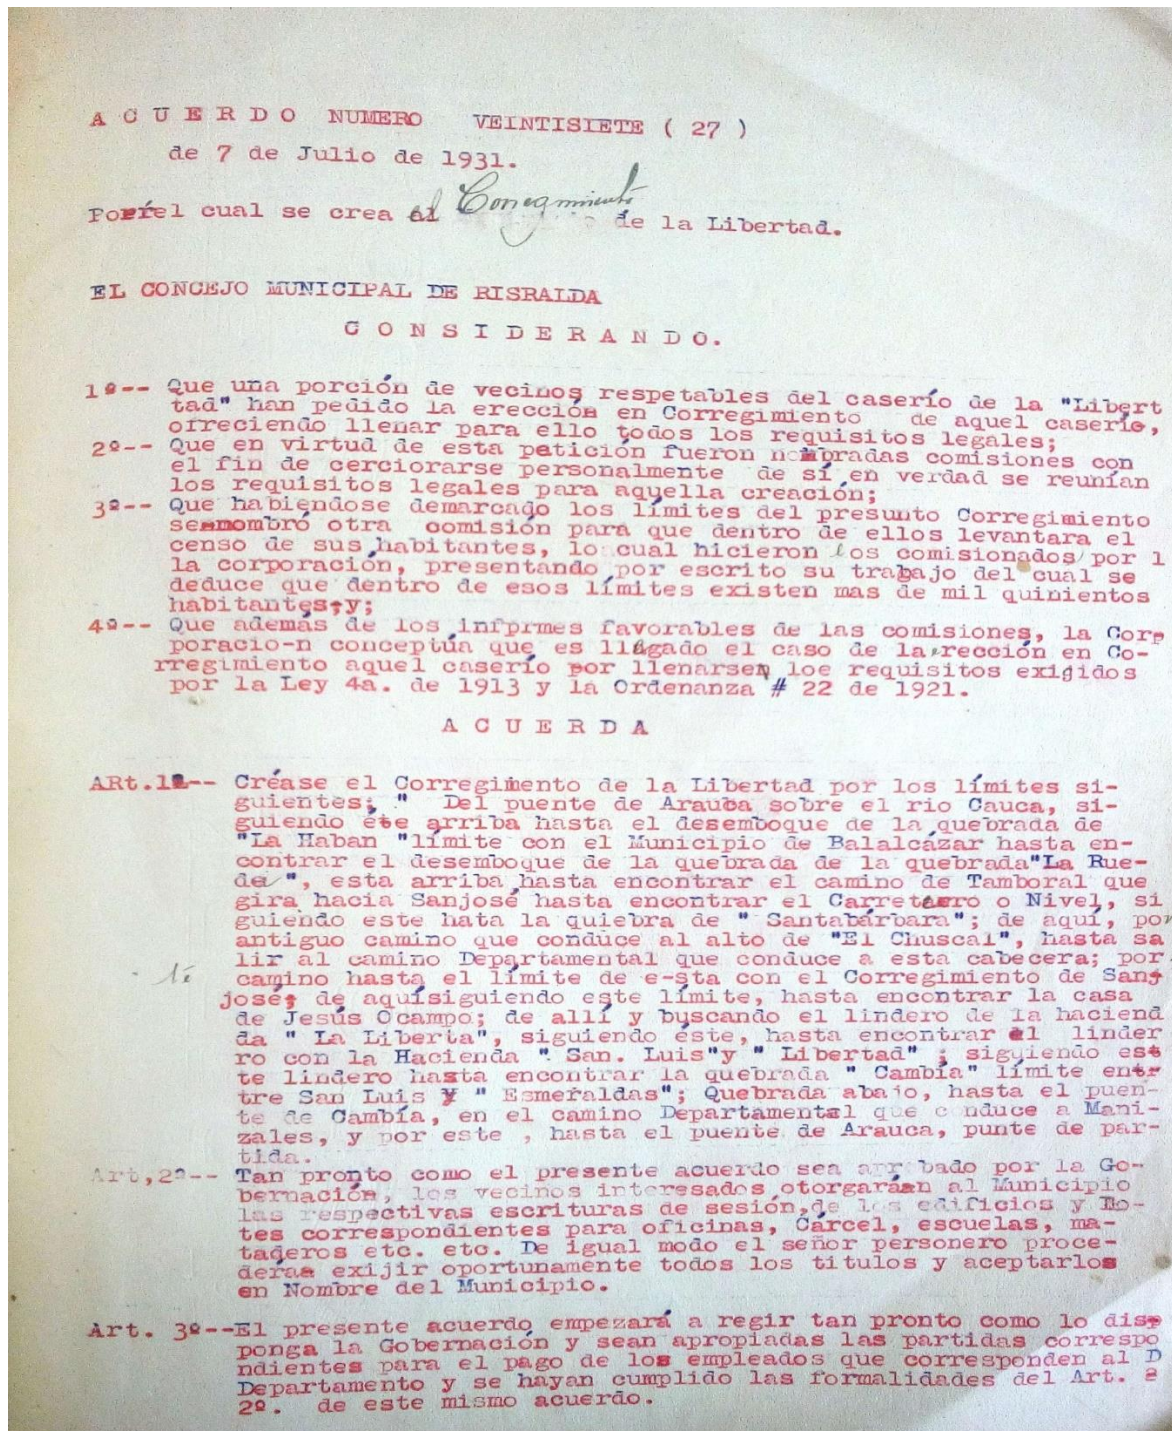 A C U E R D O NUMERO VEINTISIETE ( 27 )
de 7 de Julio de 1931.
Por el cual se crea el Corregimiento de la Libertad.
EL CONCEJO MUNICIPAL DE RISRALDA
C O N S I D E R A N D O.
1º-- Que una porción de vecinos respetables del caserío de la "Libert
tad" han pedido la erección en Corregimiento de aquel caserío,
ofreciendo llenar para ello todos los requisitos legales;
2º-- Que en virtud de esta petición fueron nombradas comisiones con
el fin de cerciorarse personalmente de sí en verdad se reunían
los requisitos legales para aquella creación;
3º-- Que habiéndose demarcado los límites del presunto Corregimiento
se nombró otra comisión para que dentro de ellos levantara el
censo de sus habitantes, lo cual hicieron los comisionados por l
la corporación, presentando por escrito su trabajo del cual se
deduce que dentro de esos límites existen mas de mil quinientos
habitantes;y;
4º-- Que además de los infprmes favorables de las comisiones, la Corp
poracio-n conceptúa que es llegado el caso de la erección en Co-
rregimiento aquel caserío por llenarsen loe requisitos exigidos
por la Ley 4a. de 1913 y la Ordenanza # 22 de 1921.
A C U E R D A
ARt.1º-- Créase el Corregimento de la Libertad por los límites si-
guientes; " Del puente de Arauca sobre el rio Cauca, si-
guiendo éste arriba hasta el desemboque de la quebrada de
"La Haban "límite con el Municipio de Balalcázar hasta en-
contrar el desemboque de la quebrada de la quebrada"La Rue-
da", esta arriba hasta encontrar el camino de Tamboral que
gira hacia Sanjosé hasta encontrar el Carretero o Nivel, si
guiendo este hata la quiebra de " Santabárbara"; de aquí, por
antiguo camino que conduce al alto de "El Chuscal", hasta sa
lir al camino Departamental que conduce a esta cabecera; por
té camino hasta el límite de e-sta con el Corregimiento de San-
josé; de aquísiguiendo este límite, hasta encontrar la casa
de Jesús Ocampo; de allí y buscando el lindero de la haciend
da " La Liberta", siguiendo éste, hasta encontrar el linder
ro con la Hacienda " San. Luis"y " Libertad" ; siguiendo est
te lindero hasta encontrar la quebrada " Cambía" límite entr
tre San Luis y " Esmeraldas"; Quebrada abajo, hasta el puen-
te de Cambía, en el camino Departamental que conduce a Mani-
zales, y por este , hasta el puente de Arauca, punte de par-
tida.
Art,2º-- Tan pronto como el presente acuerdo sea arr bado por la Go-
bernación, los vecinos interesados otorgarán al Municipio
las respectivas escrituras de sesión,de los edificios y lo-
tes correspondientes para oficinas, Cárcel, escuelas, ma-
taderos etc. etc. De igual modo el señor personero proce-
deráa exijir oportunamente todos los titulos y aceptarlos
en Nombre del Municipio.
Art. 3º--El presente acuerdo empezará a regir tan pronto como lo disp
ponga la Gobernación y sean apropiadas las partidas correspo
ndientes para el pago de los empleados que corresponden al D
Departamento y se hayan cumplido las formalidades del Art. 2
2º. de este mismo acuerdo.